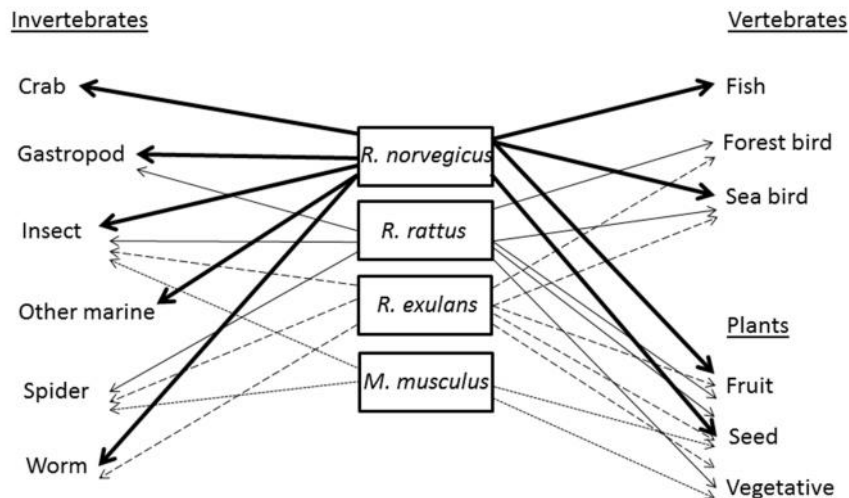 Invertebrates
Crab
Gastropod
Insect
Other marine
Spider
Worm
R. norvegicus
R. rattus
R. exulans
M. musculus
Vertebrates
Fish
Forest bird
Sea bird
Plants
Fruit
Seed
Vegetative